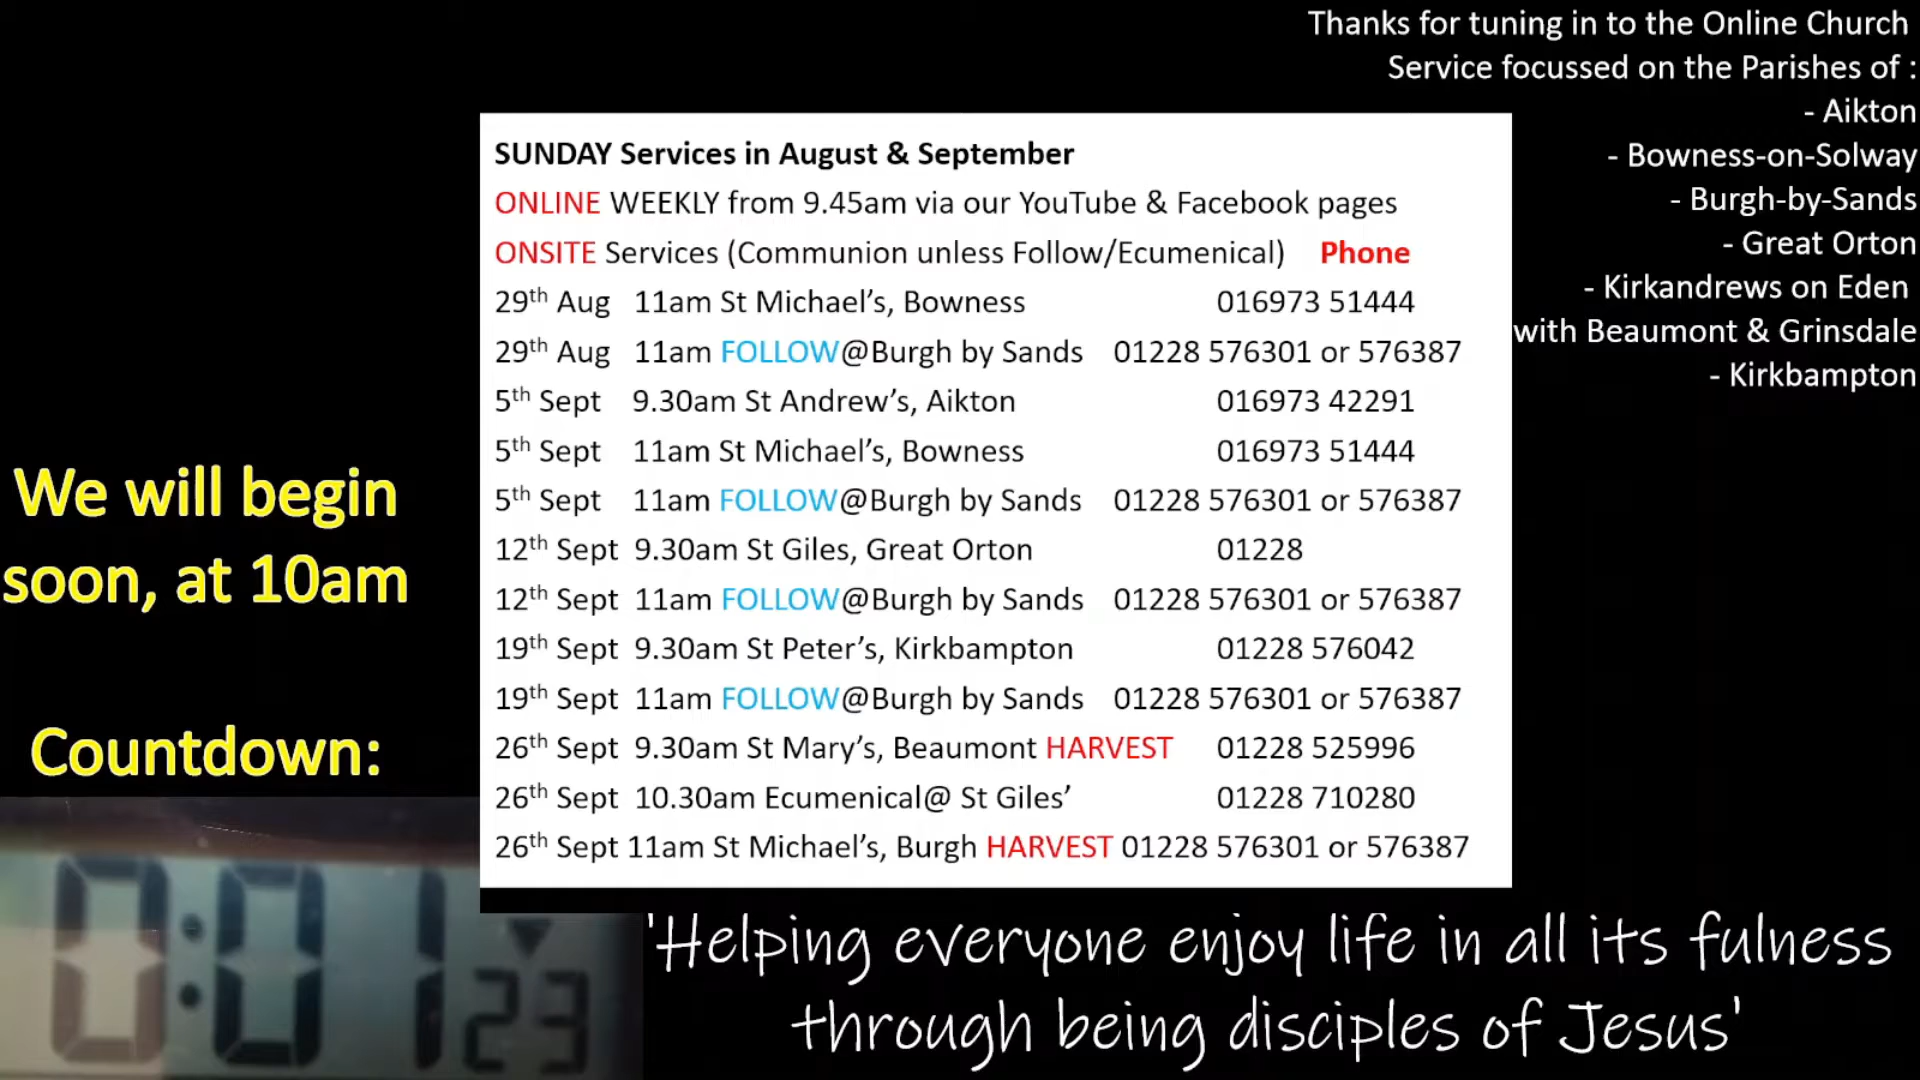 Thanks for tuning in to the Online Church
Service focussed on the Parishes of :
- Aikton
- Bowness-on-Solway
- Burgh-by-Sands
- Great Orton
- Kirkandrews on Eden
with Beaumont & Grinsdale
- Kirkbampton
SUNDAY Services in August & September
ONLINE WEEKLY from 9.45am via our YouTube & Facebook pages
ONSITE Services (Communion unless Follow/Ecumenical) Phone
29th Aug 11am St Michael's, Bowness 016973 51444
29th Aug 11am FOLLOW@Burgh by Sands 01228 576301 or 576387
5th Sept 9.30am St Andrew's, Aikton 016973 42291
5th Sept 11am St Michael's, Bowness 016973 51444
5th Sept 11am FOLLOW@Burgh by Sands 01228 576301 or 576387
12th Sept 9.30am St Giles, Great Orton 01228
12th Sept 11am FOLLOW@Burgh by Sands 01228 576301 or 576387
19th Sept 9.30am St Peter's, Kirkbampton 01228 576042
19th Sept 11am FOLLOW@Burgh by Sands 01228 576301 or 576387
26th Sept 9.30am St Mary's, Beaumont HARVEST 01228 525996
26th Sept 10.30am Ecumenical@ St Giles' 01228 710280
26th Sept 11am St Michael's, Burgh HARVEST 01228 576301 or 576387
We will begin
soon, at 10am
Countdown:
0:01 23
'Helping everyone enjoy life in all its fulness
through being disciples of Jesus'